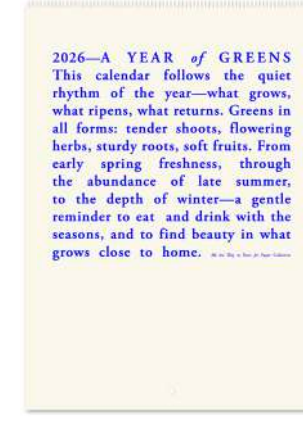 2026—A YEAR of GREENS
This calendar follows the quiet
rhythm of the year—what grows,
what ripens, what returns. Greens in
all forms: tender shoots, flowering
herbs, sturdy roots, soft fruits. From
early spring freshness, through
the abundance of late summer,
to the depth of winter—a gentle
reminder to eat and drink with the
seasons, and to find beauty in what
grows close to home.